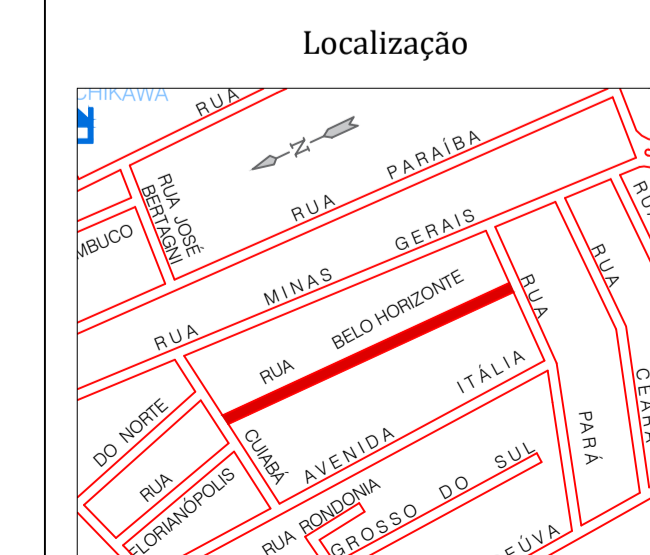 Localização
CHIKAWA
RUA
N
RUA PARAÍBA
RUA JOSÉ
BERTAGNI
MBUCO
RUA MINAS GERAIS
RUA BELO HORIZONTE
RUA PARÁ
RUA CEARÁ
RU
DO NORTE
RUA
FLORIANÓPOLIS
CUIABÁ
AVENIDA ITÁLIA
RUA RONDONIA
GROSSO DO SUL
EÚVA